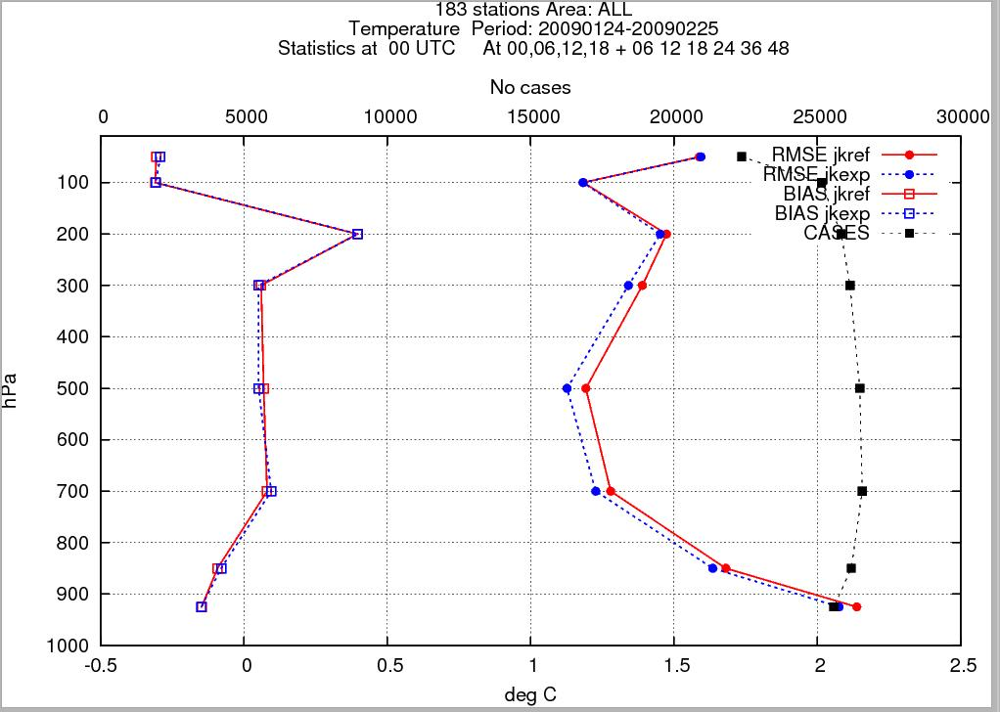 183 stations Area: ALL
Temperature  Period: 20090124-20090225
Statistics at  00 UTC     At 00,06,12,18 + 06 12 18 24 36 48
No cases
0 5000 10000 15000 20000 25000 30000
RMSE jkref
RMSE jkexp
BIAS jkref
BIAS jkexp
CASES
100
200
300
400
500
600
700
800
900
1000
hPa
-0.5 0 0.5 1 1.5 2 2.5
deg C